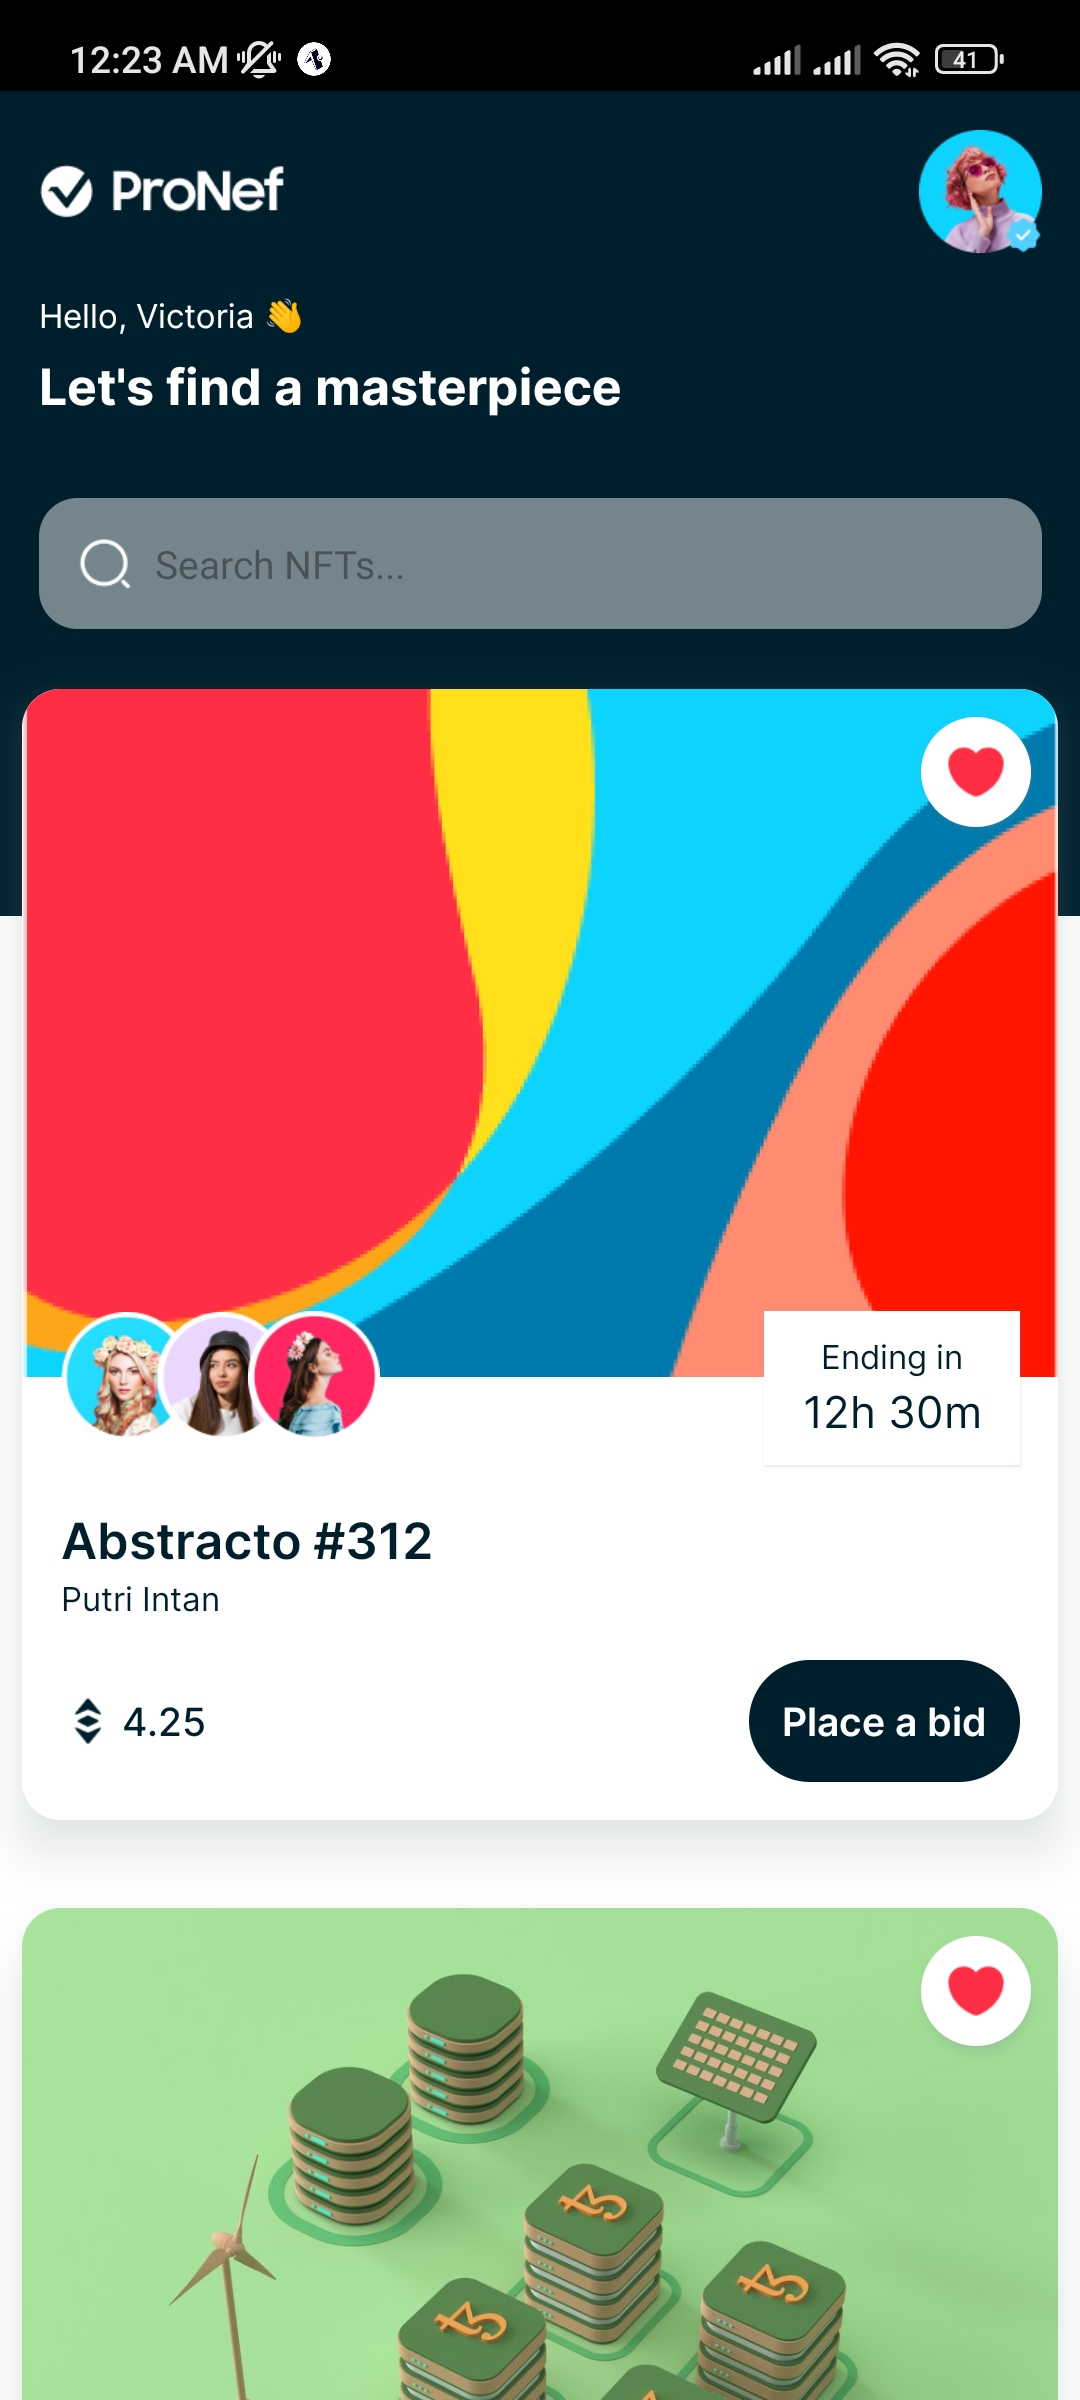 12:23 AM
41
ProNef
Hello, Victoria 👋
Let's find a masterpiece
Search NFTs...
Ending in
12h 30m
Abstracto #312
Putri Intan
4.25
Place a bid